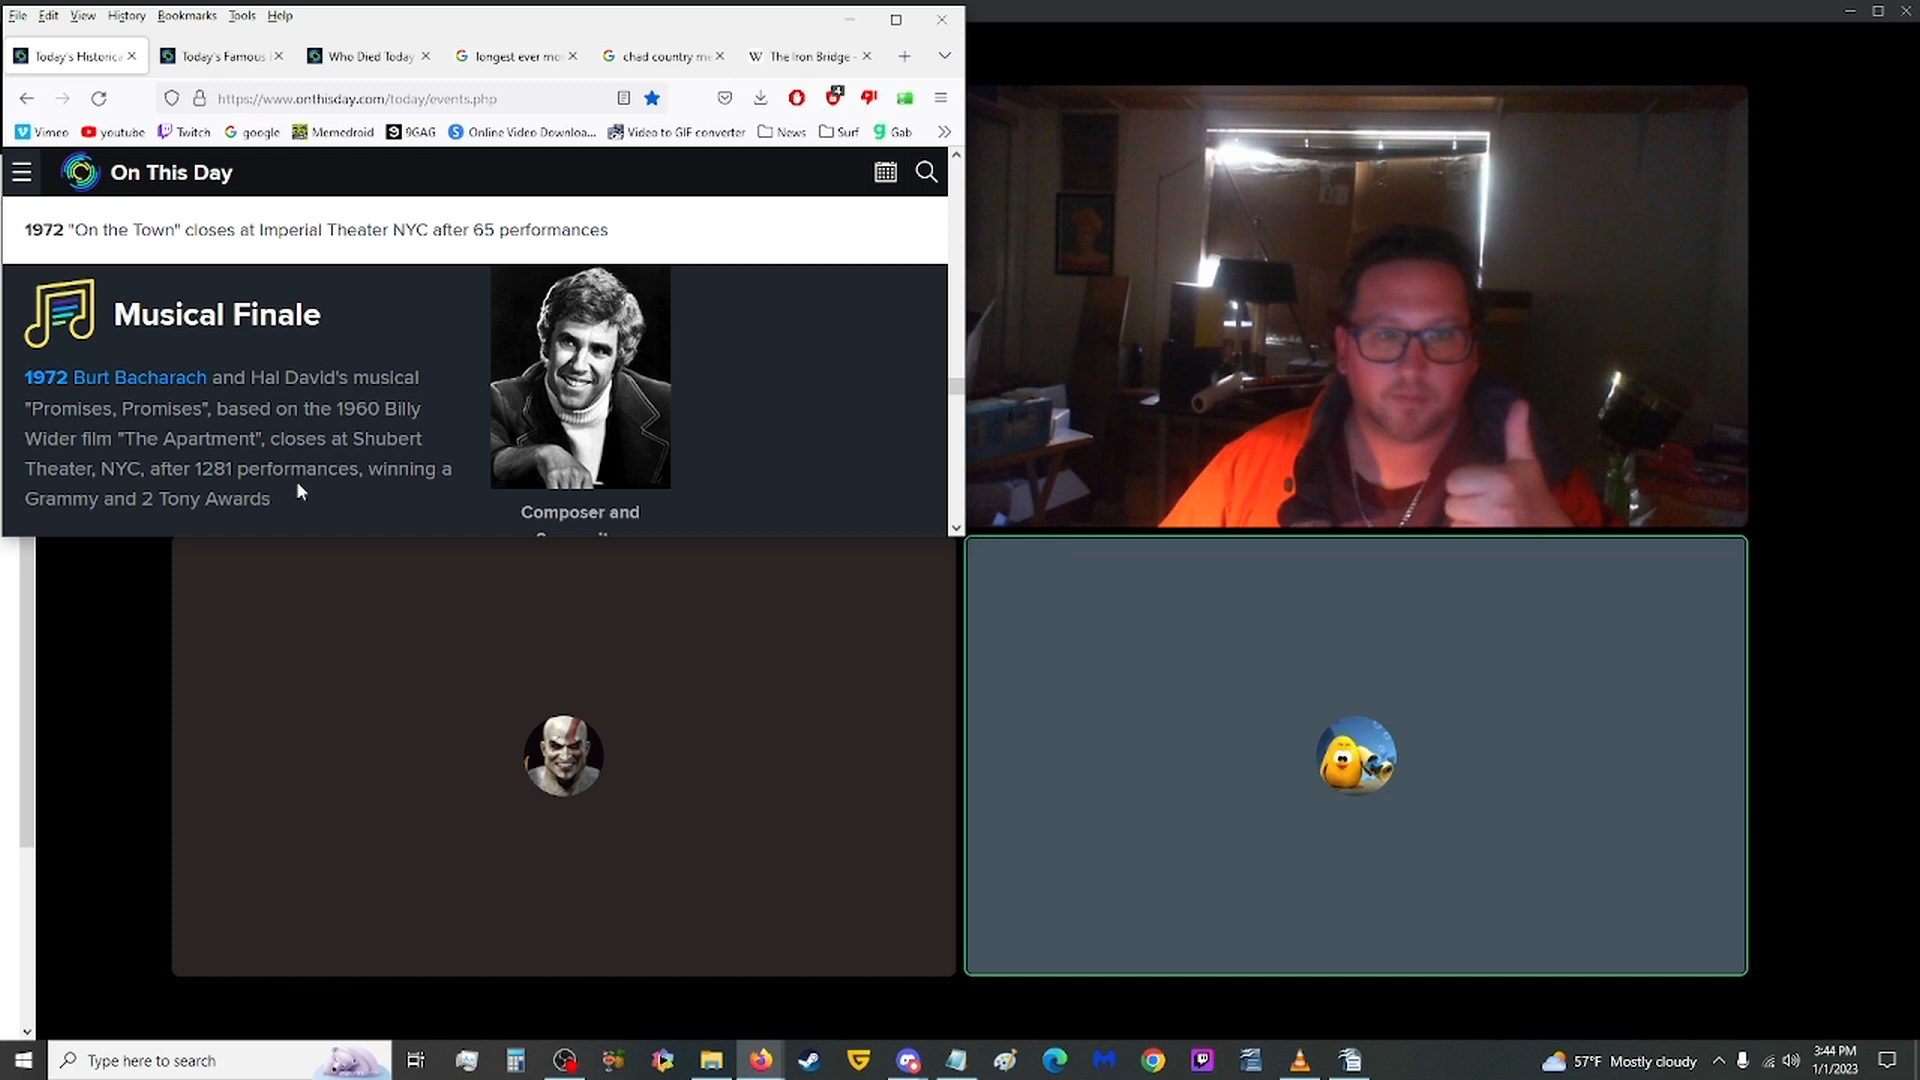 File Edit View History Bookmarks Tools Help
Today's Historica
Today's Famous
Who Died Today
longest ever mo
chad country me
The Iron Bridge -
https://www.onthisday.com/today/events.php
Vimeo youtube Twitch google Memedroid 9GAG Online Video Downloa... Video to GIF converter News Surf Gab
On This Day
1972 "On the Town" closes at Imperial Theater NYC after 65 performances
Musical Finale
1972 Burt Bacharach and Hal David's musical
"Promises, Promises", based on the 1960 Billy
Wider film "The Apartment", closes at Shubert
Theater, NYC, after 1281 performances, winning a
Grammy and 2 Tony Awards
Composer and
Type here to search
57°F Mostly cloudy
3:44 PM
1/1/2023